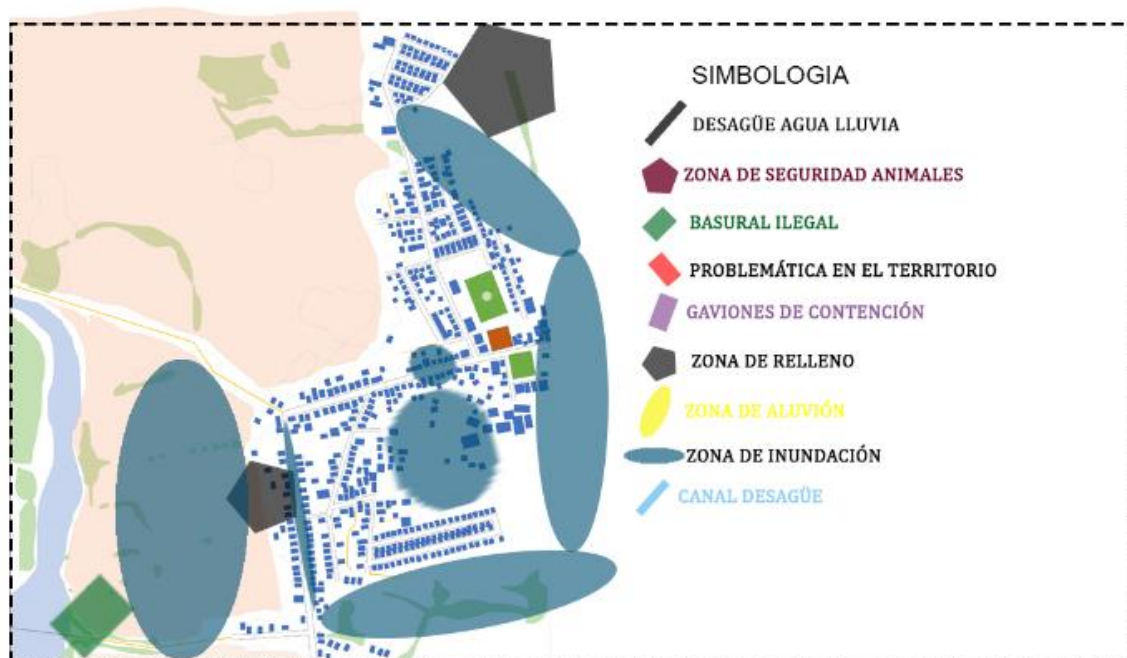 SIMBOLOGIA
DESAGÜE AGUA LLUVIA
ZONA DE SEGURIDAD ANIMALES
BASURAL ILEGAL
PROBLEMÁTICA EN EL TERRITORIO
GAVIONES DE CONTENCIÓN
ZONA DE RELLENO
ZONA DE ALUVIÓN
ZONA DE INUNDACIÓN
CANAL DESAGÜE